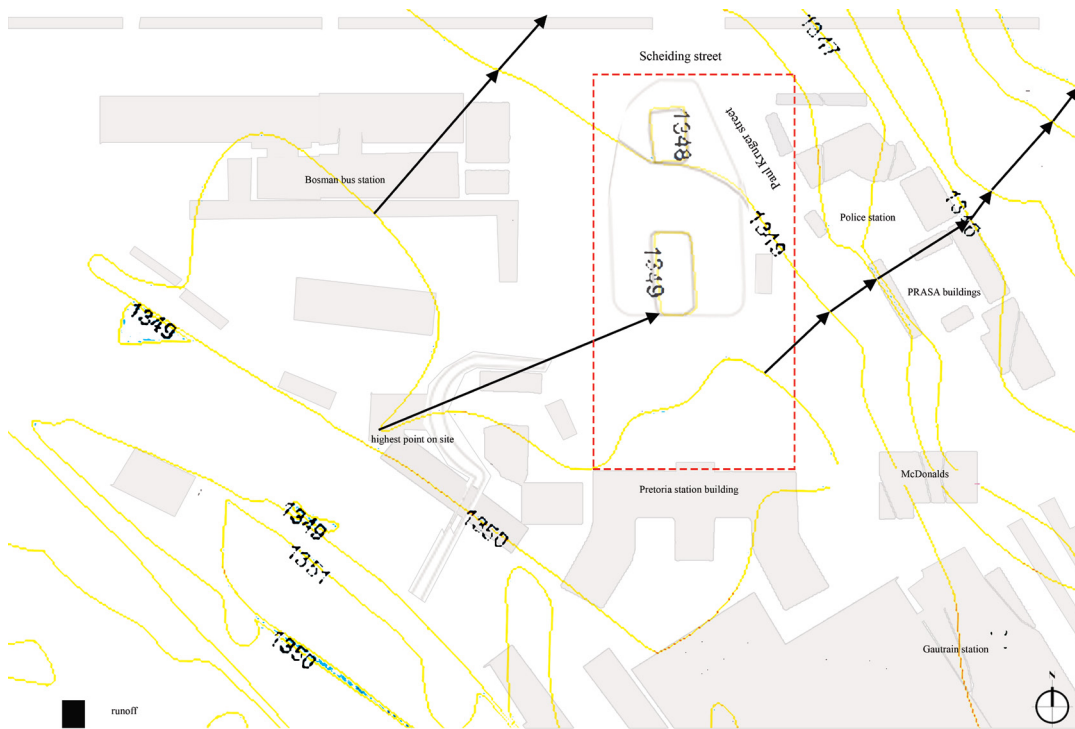 1347
Scheiding street
1348
Paul Kruger street
Bosman bus station
1349
Police station
1346
1349
PRASA buildings
1349
highest point on site
McDonalds
Pretoria station building
1349
1350
1351
1350
Gautrain station
N
runoff